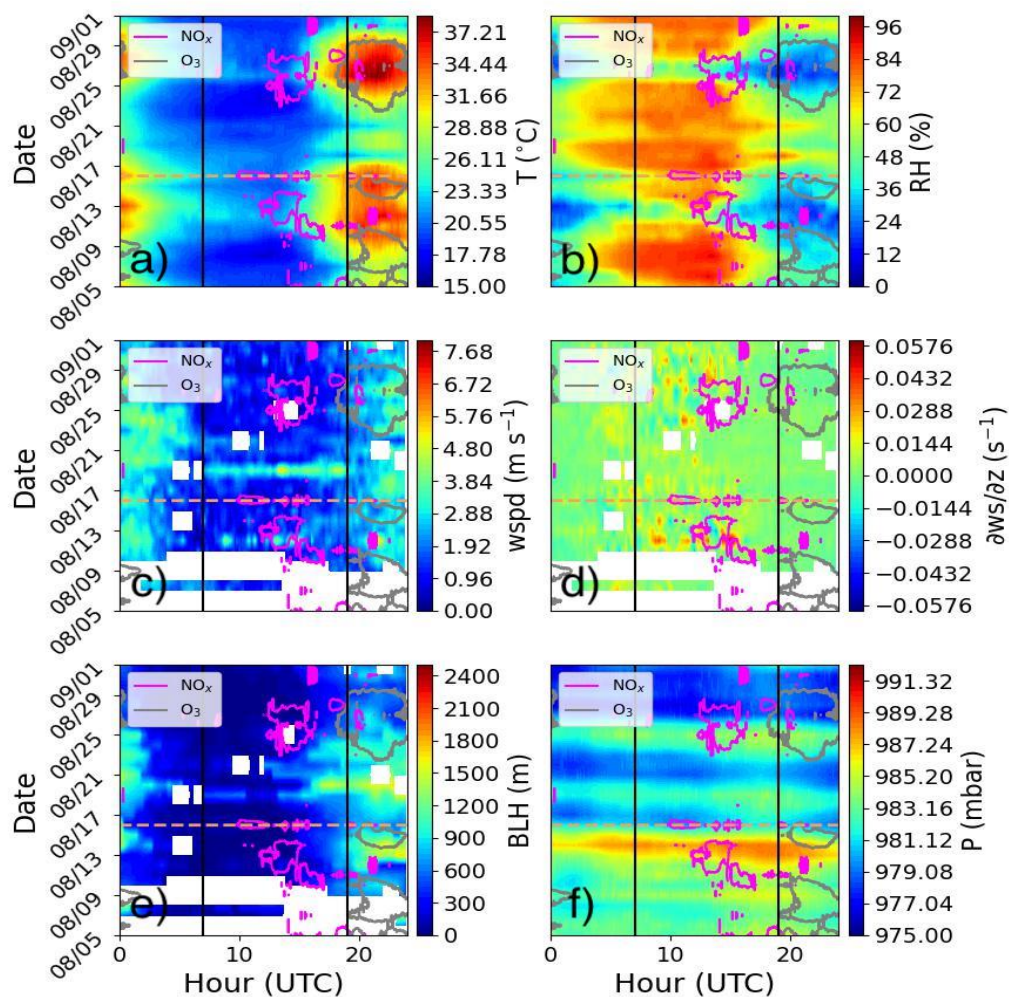 NOx
O3
09/01
08/29
08/25
08/21
08/17
08/13
08/09
08/05
Date
a)
37.21
34.44
31.66
28.88
26.11
23.33
20.55
17.78
15.00
T (°C)
NOx
O3
b)
96
84
72
60
48
36
24
12
0
RH (%)
NOx
O3
09/01
08/29
08/25
08/21
08/17
08/13
08/09
08/05
Date
c)
7.68
6.72
5.76
4.80
3.84
2.88
1.92
0.96
0.00
wspd (m s⁻¹)
NOx
O3
d)
0.0576
0.0432
0.0288
0.0144
0.0000
−0.0144
−0.0288
−0.0432
−0.0576
∂ws/∂z (s⁻¹)
NOx
O3
09/01
08/29
08/25
08/21
08/17
08/13
08/09
08/05
Date
e)
0 10 20
Hour (UTC)
2400
2100
1800
1500
1200
900
600
300
0
BLH (m)
NOx
O3
f)
0 10 20
Hour (UTC)
991.32
989.28
987.24
985.20
983.16
981.12
979.08
977.04
975.00
P (mbar)